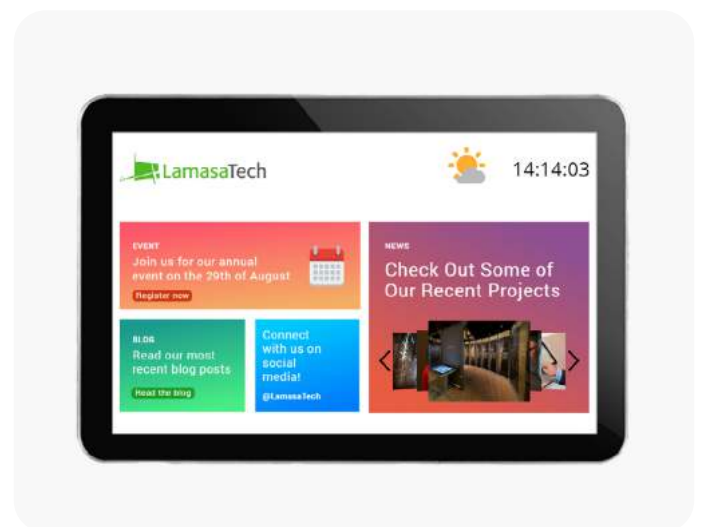 LamasaTech
14:14:03
EVENT
Join us for our annual
event on the 29th of August
Register now
NEWS
Check Out Some of
Our Recent Projects
BLOG
Read our most
recent blog posts
Read the blog
Connect
with us on
social
media!
@LamasaTech